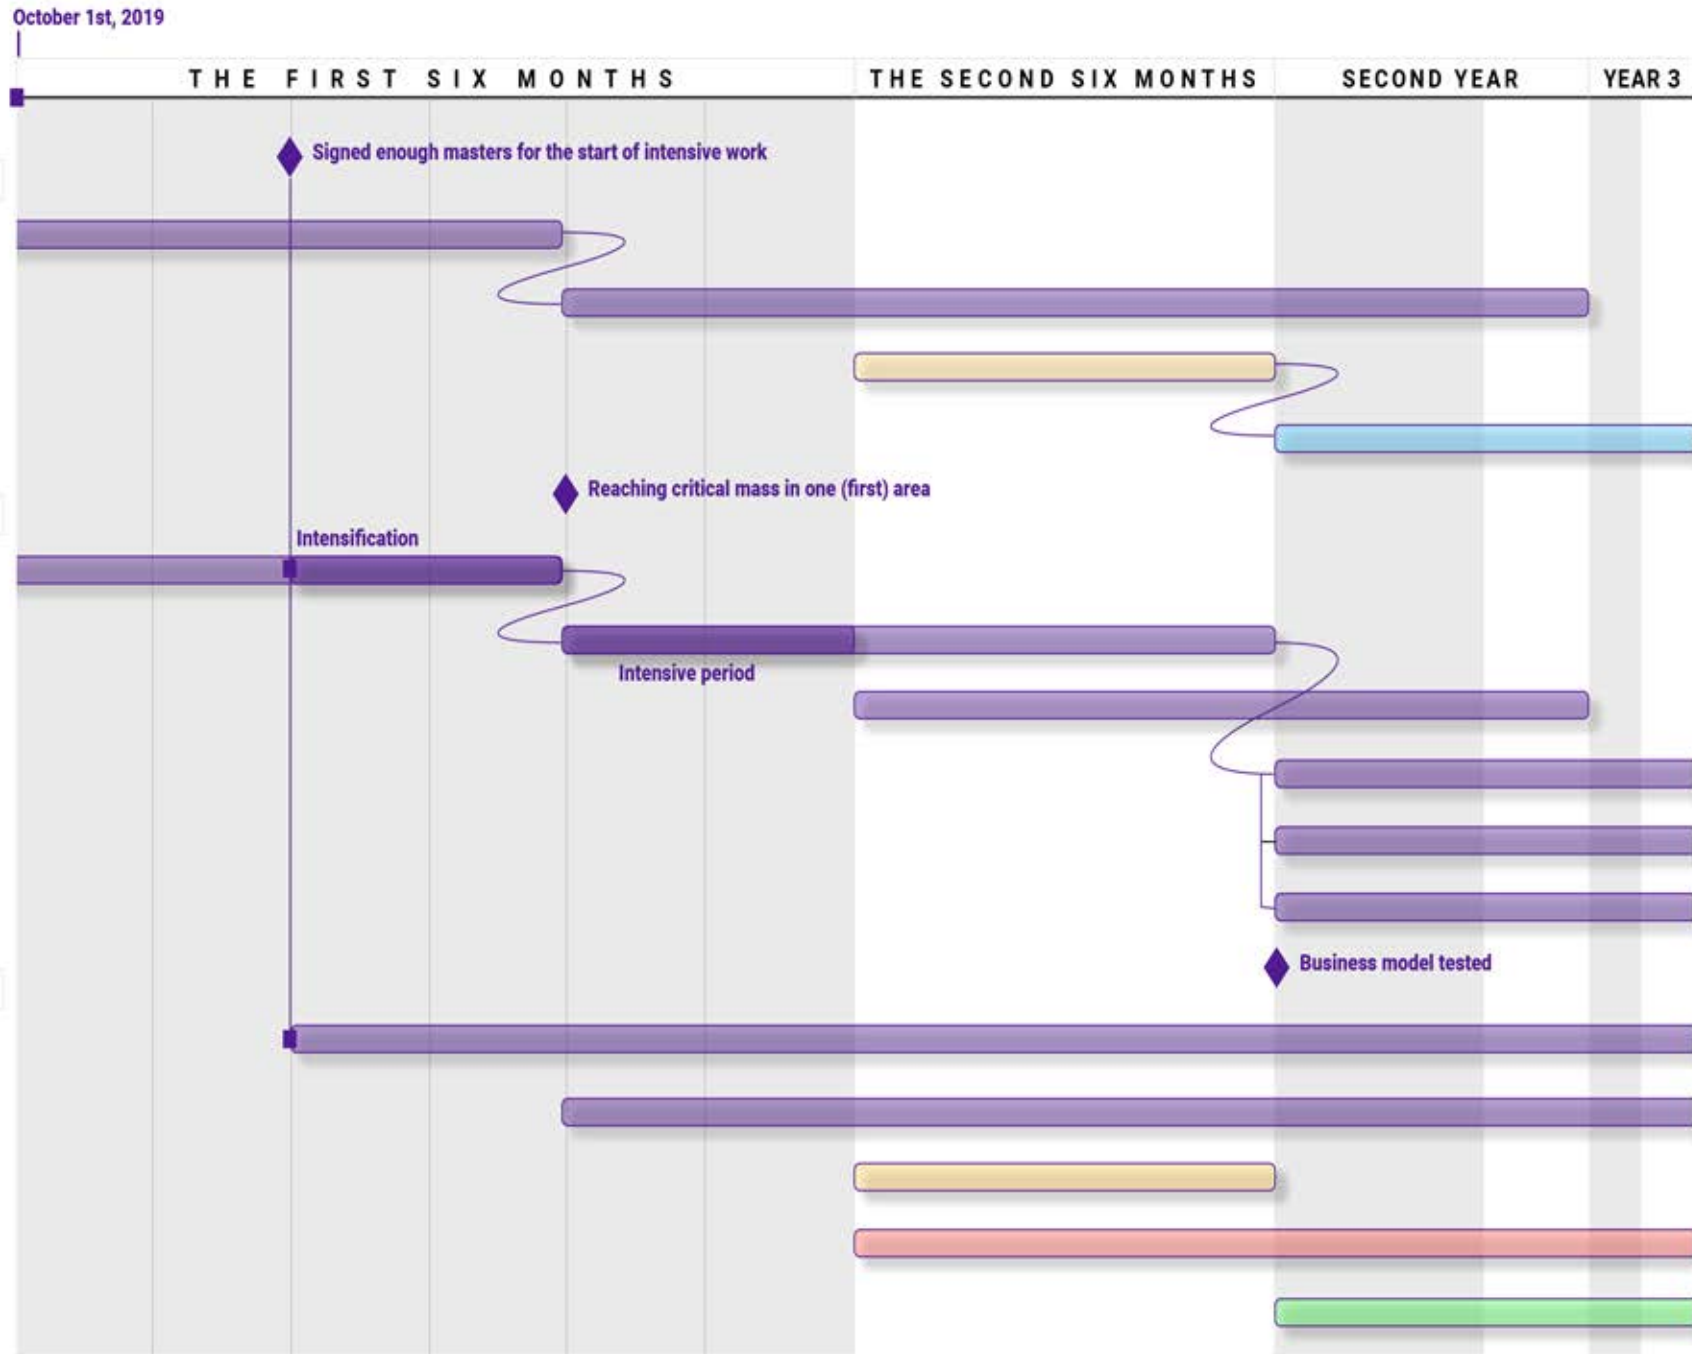 October 1st, 2019
THE FIRST SIX MONTHS
THE SECOND SIX MONTHS
SECOND YEAR
YEAR 3
Signed enough masters for the start of intensive work
Reaching critical mass in one (first) area
Intensification
Intensive period
Business model tested